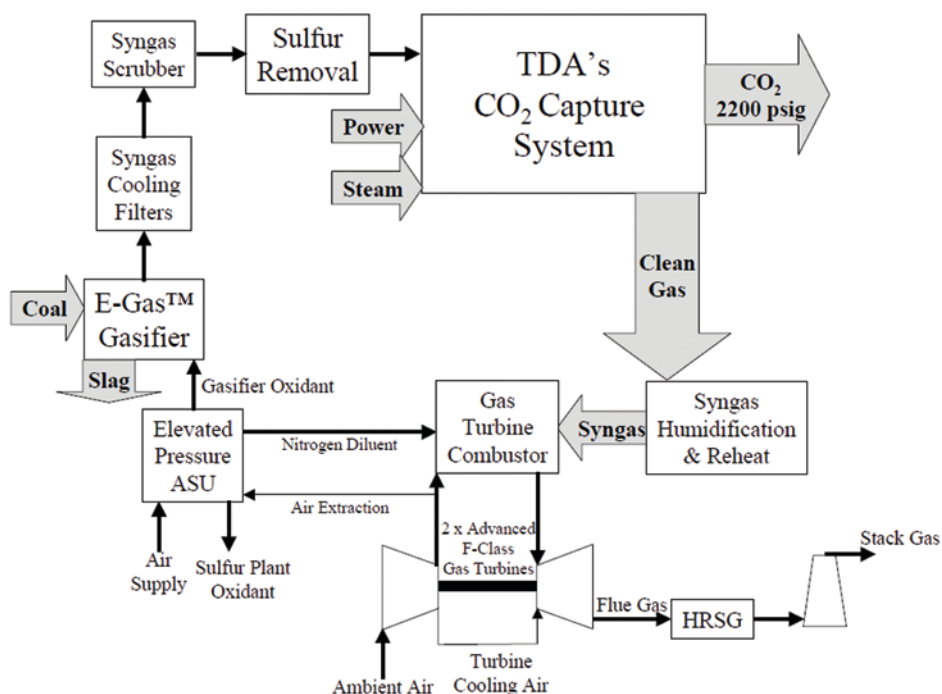 Syngas
Scrubber
Sulfur
Removal
TDA's
CO₂ Capture
System
CO₂
2200 psig
Power
Steam
Syngas
Cooling
Filters
Clean
Gas
Coal
E-Gas™
Gasifier
Slag
Gasifier Oxidant
Elevated
Pressure
ASU
Nitrogen Diluent
Gas
Turbine
Combustor
Syngas
Syngas
Humidification
& Reheat
Air Extraction
2 x Advanced
F-Class
Gas Turbines
Air
Supply
Sulfur Plant
Oxidant
Stack Gas
Flue Gas
HRSG
Ambient Air
Turbine
Cooling Air